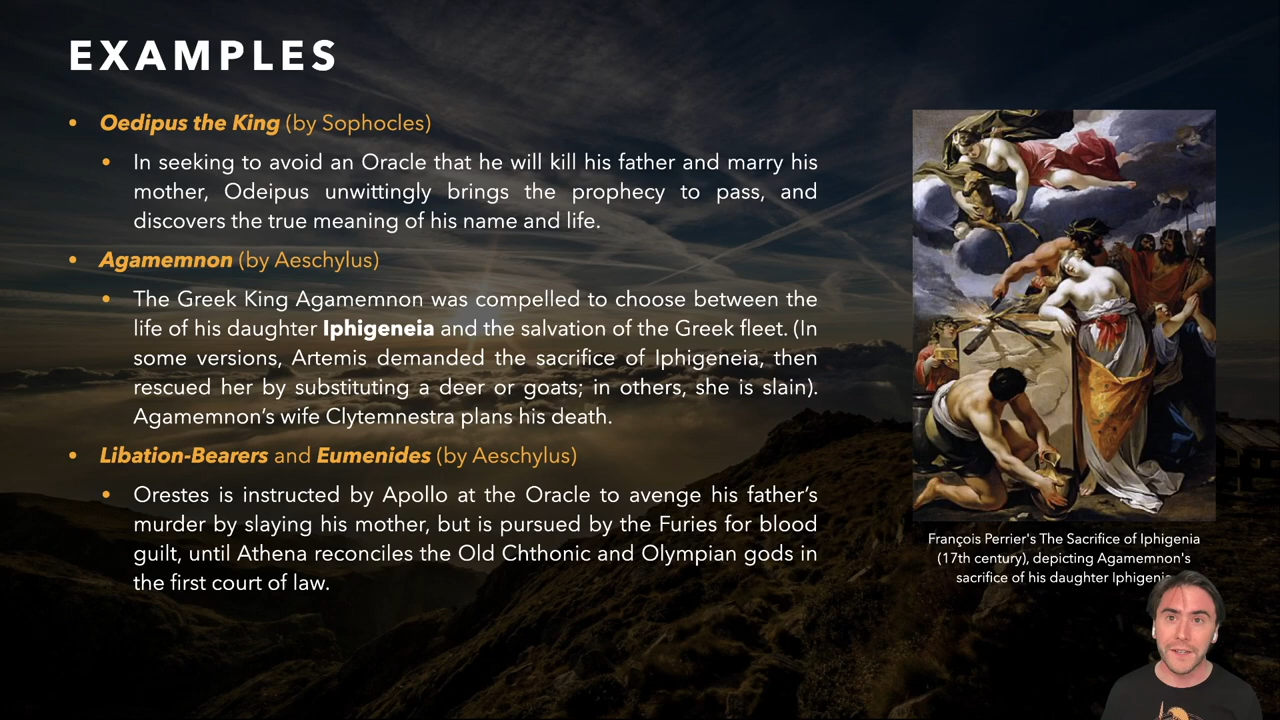 EXAMPLES
• Oedipus the King (by Sophocles)
• In seeking to avoid an Oracle that he will kill his father and marry his
mother, Odeipus unwittingly brings the prophecy to pass, and
discovers the true meaning of his name and life.
• Agamemnon (by Aeschylus)
• The Greek King Agamemnon was compelled to choose between the
life of his daughter Iphigeneia and the salvation of the Greek fleet. (In
some versions, Artemis demanded the sacrifice of Iphigeneia, then
rescued her by substituting a deer or goats; in others, she is slain).
Agamemnon's wife Clytemnestra plans his death.
• Libation-Bearers and Eumenides (by Aeschylus)
• Orestes is instructed by Apollo at the Oracle to avenge his father's
murder by slaying his mother, but is pursued by the Furies for blood
guilt, until Athena reconciles the Old Chthonic and Olympian gods in
the first court of law.
François Perrier's The Sacrifice of Iphigenia
(17th century), depicting Agamemnon's
sacrifice of his daughter